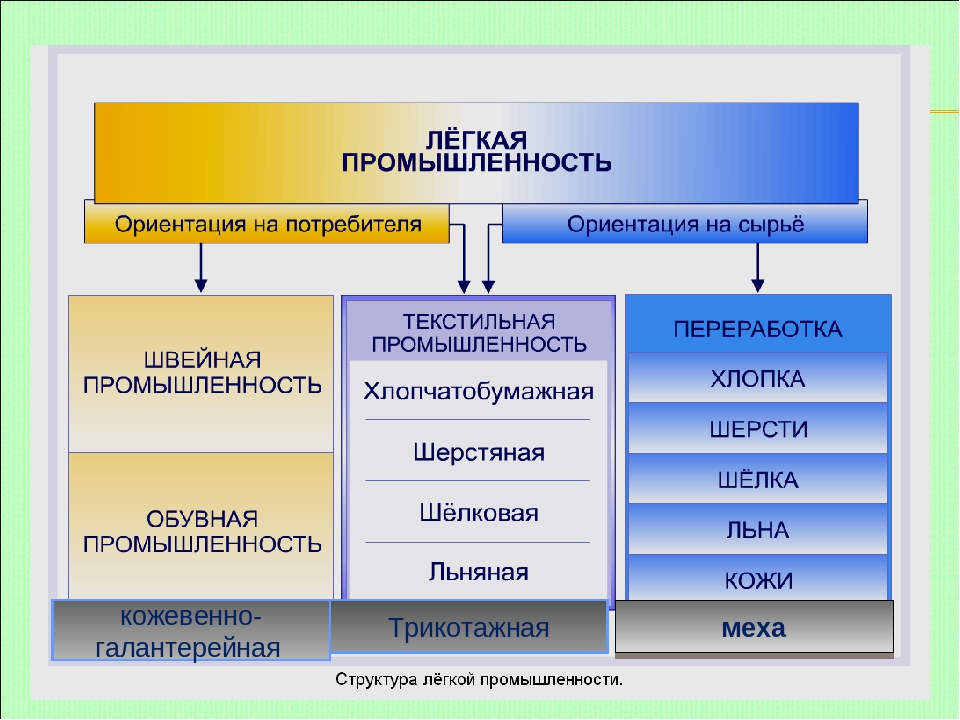 ЛЁГКАЯ
ПРОМЫШЛЕННОСТЬ
Ориентация на потребителя
Ориентация на сырьё
ШВЕЙНАЯ
ПРОМЫШЛЕННОСТЬ
ОБУВНАЯ
ПРОМЫШЛЕННОСТЬ
кожевенно-
галантерейная
ТЕКСТИЛЬНАЯ
ПРОМЫШЛЕННОСТЬ
Хлопчатобумажная
Шерстяная
Шёлковая
Льняная
Трикотажная
ПЕРЕРАБОТКА
ХЛОПКА
ШЕРСТИ
ШЁЛКА
ЛЬНА
КОЖИ
меха
Структура лёгкой промышленности.